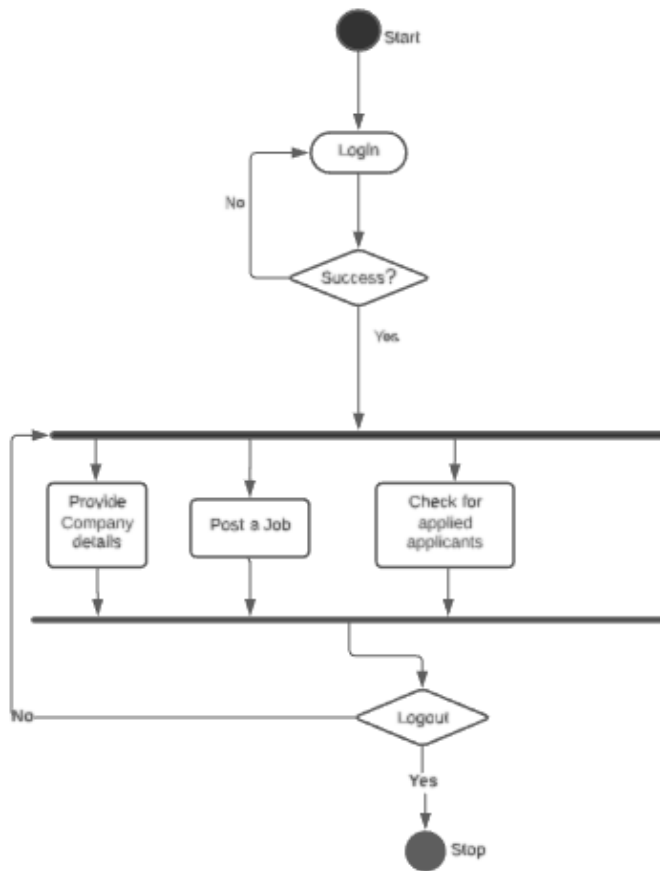 Start
Login
No
Success?
Yes
Provide
Company
details
Post a Job
Check for
applied
applicants
No
Logout
Yes
Stop